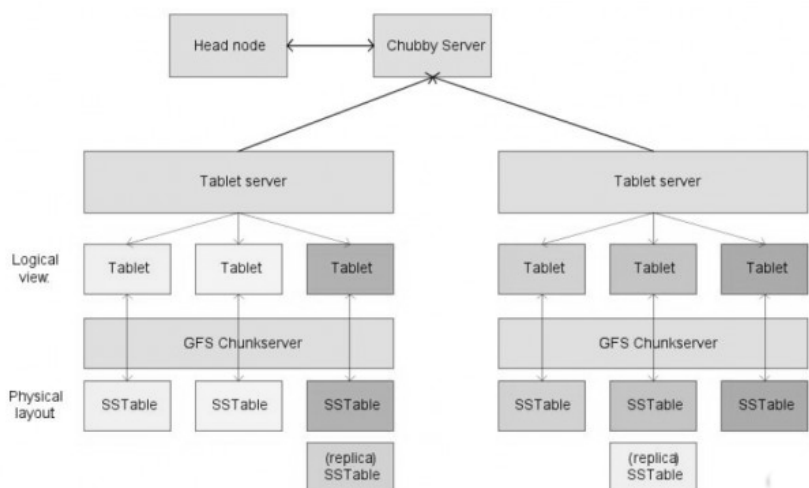 Head node
Chubby Server
Tablet server
Tablet server
Logical
view:
Tablet
Tablet
Tablet
Tablet
Tablet
Tablet
GFS Chunkserver
GFS Chunkserver
Physical
layout
SSTable
SSTable
SSTable
SSTable
SSTable
SSTable
(replica)
SSTable
(replica)
SSTable